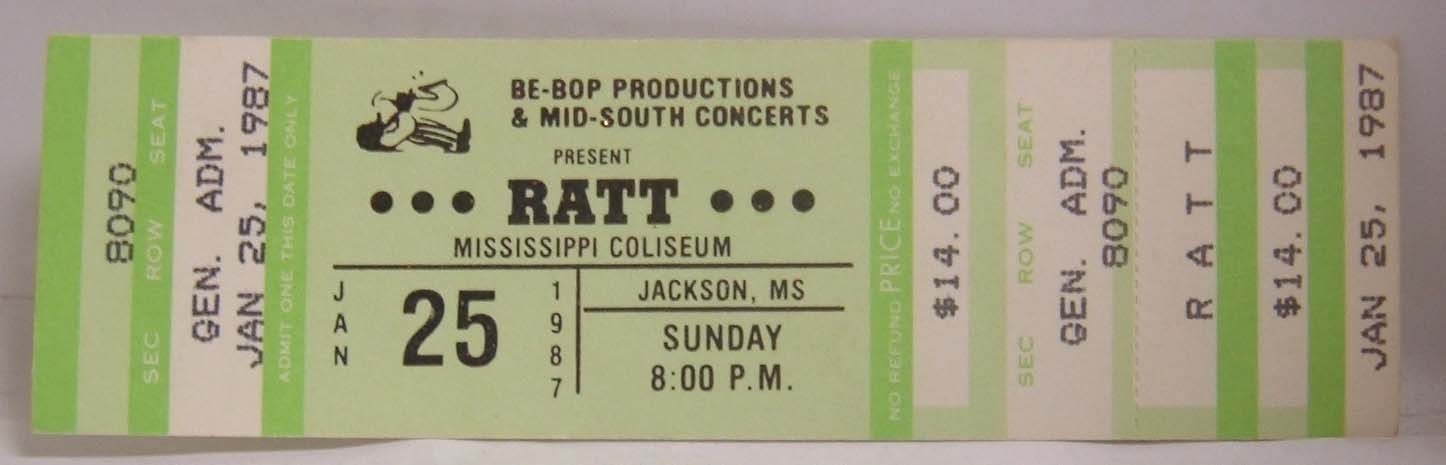 8090
SEC ROW SEAT
GEN. ADM.
JAN 25, 1987
ADMIT ONE THIS DATE ONLY
BE-BOP PRODUCTIONS
& MID-SOUTH CONCERTS
PRESENT
••• RATT •••
MISSISSIPPI COLISEUM
JAN 25 1987
JACKSON, MS
SUNDAY
8:00 P.M.
NO REFUND PRICE NO EXCHANGE
$14.00
SEC ROW SEAT
GEN. ADM.
8090
RATT
$14.00
JAN 25, 1987